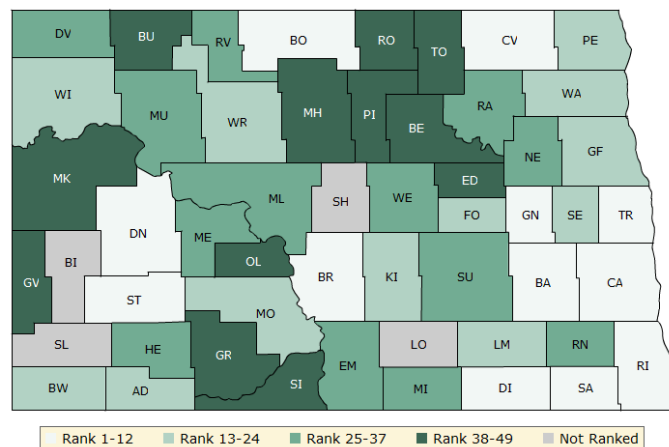 DV BU RV BO RO TO CV PE
WI MU WR MH PI BE RA WA
NE GF
MK ML SH WE ED
DN ME FO GN SE TR
GV BI OL BR KI SU BA CA
ST MO
SL HE GR LO LM RN RI
BW AD SI EM MI DI SA
Rank 1-12 Rank 13-24 Rank 25-37 Rank 38-49 Not Ranked